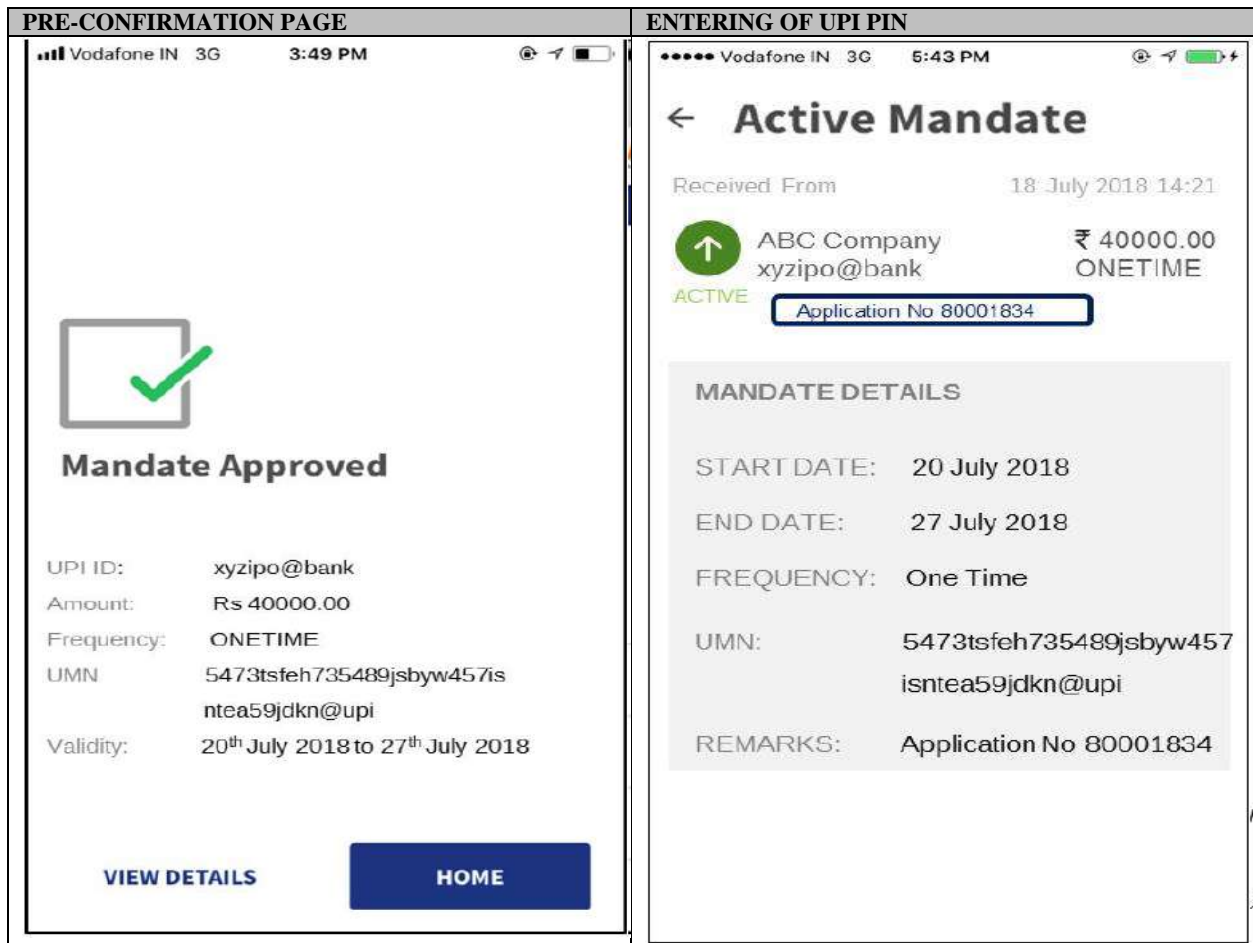 PRE-CONFIRMATION PAGE
Vodafone IN 3G 3:49 PM
Mandate Approved
UPI ID: xyzipo@bank
Amount: Rs 40000.00
Frequency: ONETIME
UMN 5473tsfeh735489jsbyw457is
ntea59jdkn@upi
Validity: 20th July 2018 to 27th July 2018
VIEW DETAILS HOME
ENTERING OF UPI PIN
Vodafone IN 3G 5:43 PM
← Active Mandate
Received From 18 July 2018 14:21
ABC Company ₹ 40000.00
xyzipo@bank ONETIME
ACTIVE
Application No 80001834
MANDATE DETAILS
START DATE: 20 July 2018
END DATE: 27 July 2018
FREQUENCY: One Time
UMN: 5473tsfeh735489jsbyw457
isntea59jdkn@upi
REMARKS: Application No 80001834